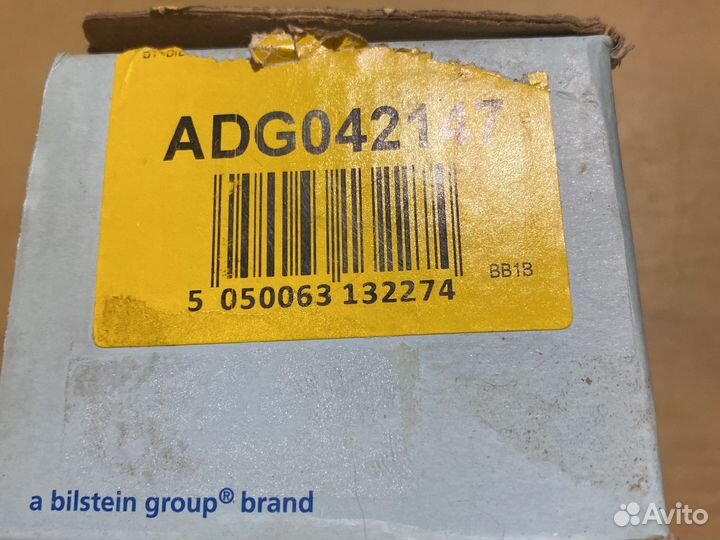 ADG042147
5 050063 132274
BB1B
a bilstein group® brand
Avito